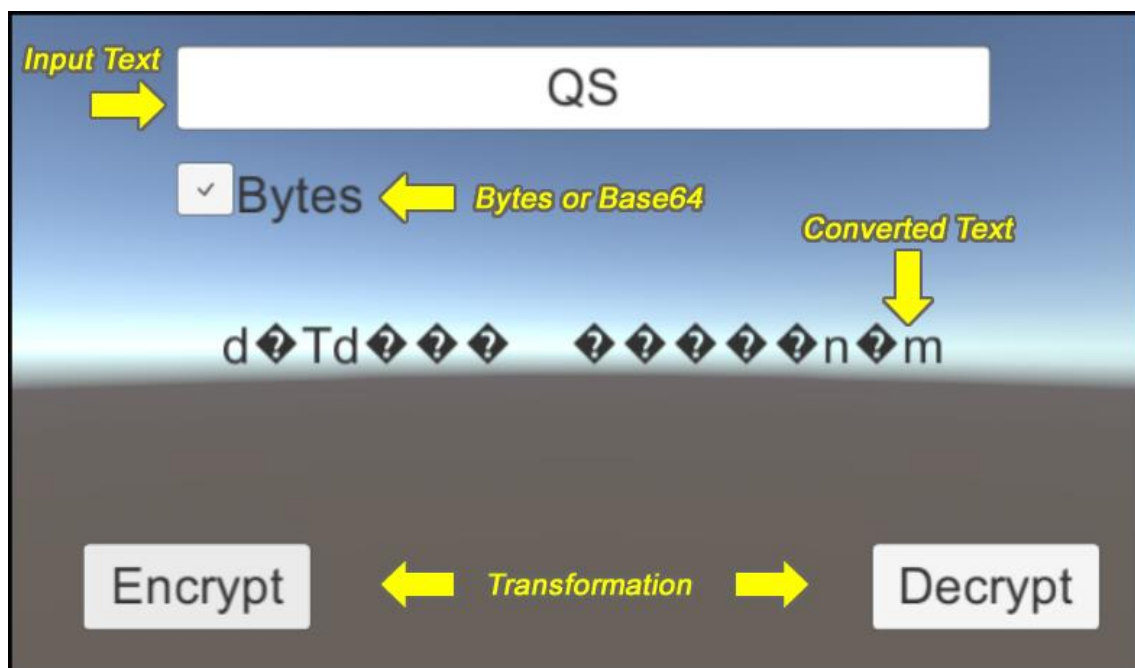 Input Text
QS
Bytes
Bytes or Base64
Converted Text
d�Td��� �����n�m
Encrypt
Transformation
Decrypt